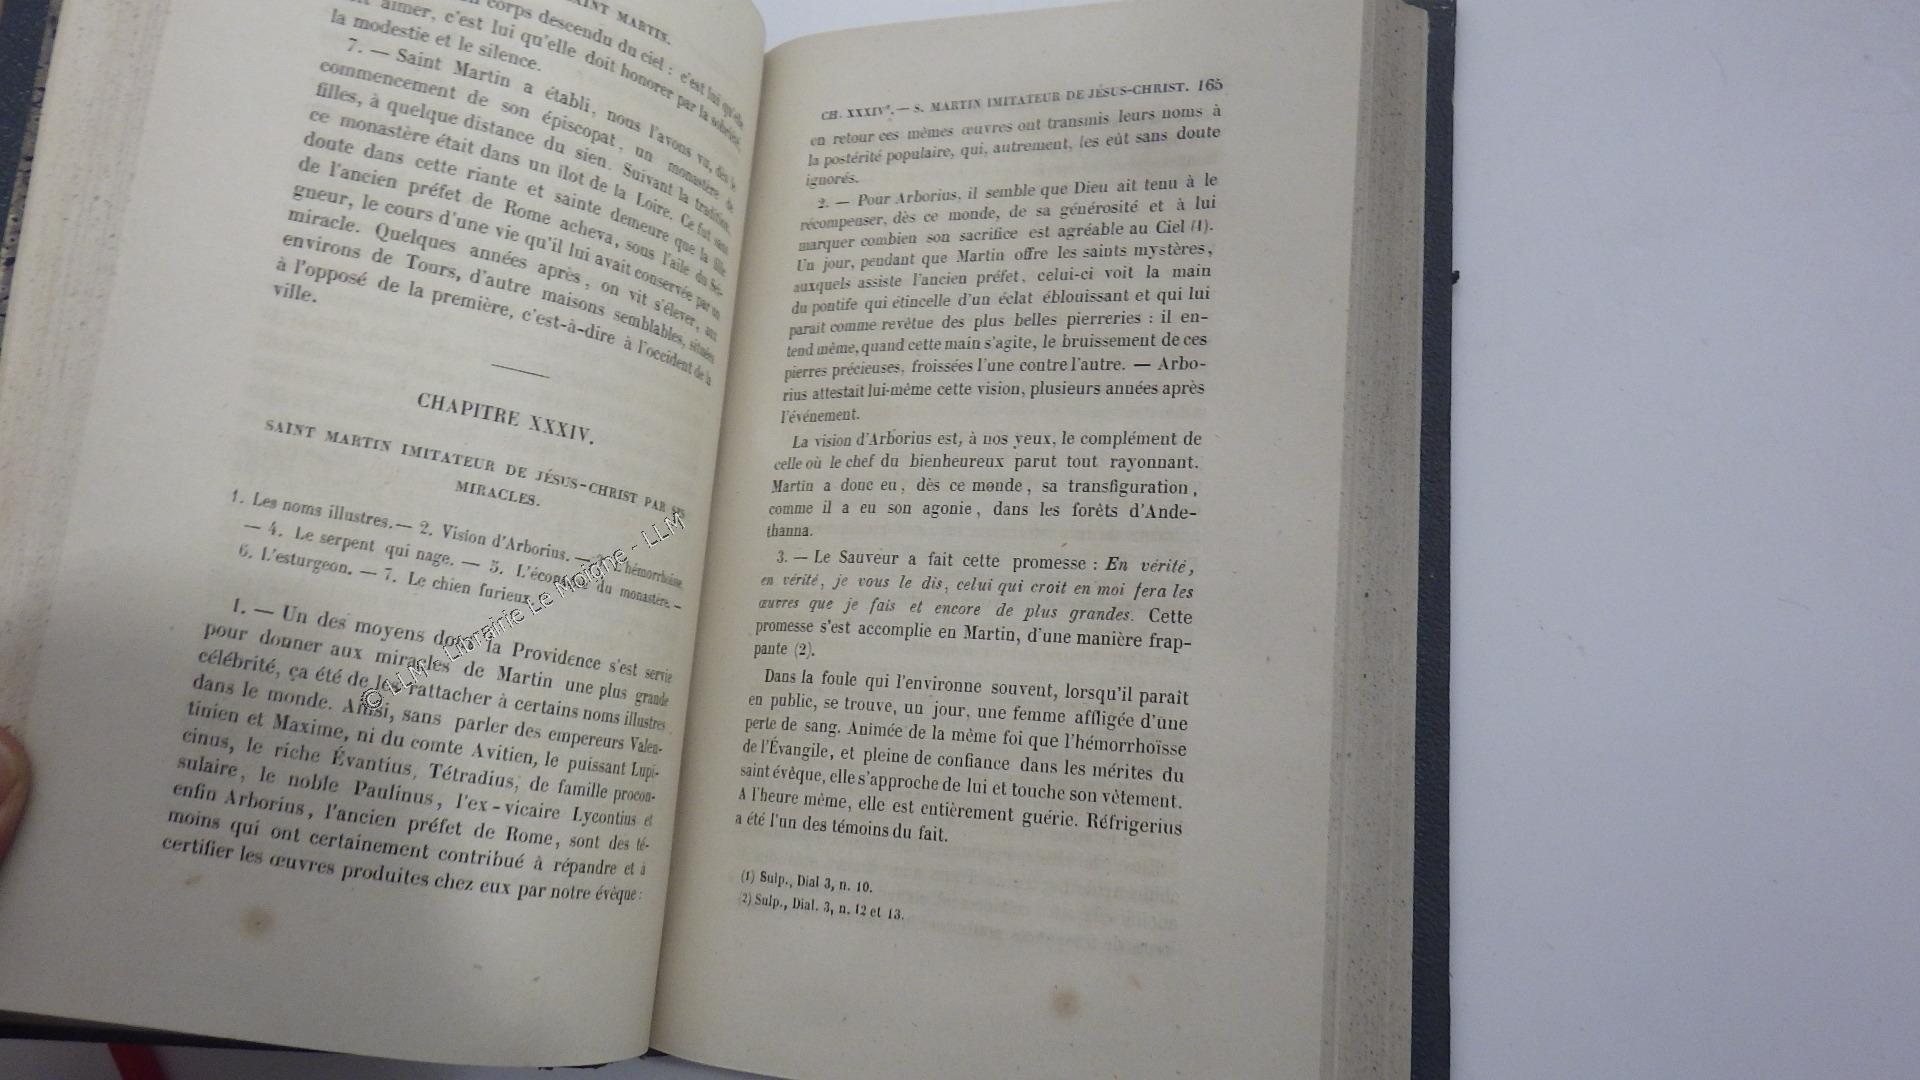 SAINT MARTIN.
corps descendu du ciel : c'est lui qu'elle
aimer, c'est lui qu'elle doit honorer par la sobriété,
la modestie et le silence.
7. — Saint Martin a établi, nous l'avons vu, dès le
commencement de son épiscopat, un monastère de
filles, à quelque distance du sien. Suivant la tradition,
ce monastère était dans un îlot de la Loire. Ce fut sans
doute dans cette riante et sainte demeure que la fille
de l'ancien préfet de Rome acheva, sous l'aile du Sei-
gneur, le cours d'une vie qu'il lui avait conservée par un
miracle. Quelques années après, on vit s'élever, aux
environs de Tours, d'autre maisons semblables, situées
à l'opposé de la première, c'est-à-dire à l'occident de la
ville.
CHAPITRE XXXIV.
SAINT MARTIN IMITATEUR DE JÉSUS-CHRIST PAR SES
MIRACLES.
1. Les noms illustres. — 2. Vision d'Arborius. — 3. L'hémorrhoïsse.
— 4. Le serpent qui nage. — 5. L'économe du monastère. —
6. L'esturgeon. — 7. Le chien furieux.
1. — Un des moyens dont la Providence s'est servie
pour donner aux miracles de Martin une plus grande
célébrité, ça été de les rattacher à certains noms illustres
dans le monde. Ainsi, sans parler des empereurs Valen-
tinien et Maxime, ni du comte Avitien, le puissant Lupi-
cinus, le riche Évantius, Tétradius, de famille procon-
sulaire, le noble Paulinus, l'ex-vicaire Lycontius et
enfin Arborius, l'ancien préfet de Rome, sont des té-
moins qui ont certainement contribué à répandre et à
certifier les œuvres produites chez eux par notre évêque :
© LLM - Librairie Le Moigne - LLM
CH. XXXIVe. — S. MARTIN IMITATEUR DE JÉSUS-CHRIST. 165
en retour ces mêmes œuvres ont transmis leurs noms à
la postérité populaire, qui, autrement, les eût sans doute
ignorés.
2. — Pour Arborius, il semble que Dieu ait tenu à le
récompenser, dès ce monde, de sa générosité et à lui
marquer combien son sacrifice est agréable au Ciel (1).
Un jour, pendant que Martin offre les saints mystères,
auxquels assiste l'ancien préfet, celui-ci voit la main
du pontife qui étincelle d'un éclat éblouissant et qui lui
parait comme revêtue des plus belles pierreries : il en-
tend même, quand cette main s'agite, le bruissement de ces
pierres précieuses, froissées l'une contre l'autre. — Arbo-
rius attestait lui-même cette vision, plusieurs années après
l'événement.
La vision d'Arborius est, à nos yeux, le complément de
celle où le chef du bienheureux parut tout rayonnant.
Martin a donc eu, dès ce monde, sa transfiguration,
comme il a eu son agonie, dans les forêts d'Ande-
thanna.
3. — Le Sauveur a fait cette promesse : En vérité,
en vérité, je vous le dis, celui qui croit en moi fera les
œuvres que je fais et encore de plus grandes. Cette
promesse s'est accomplie en Martin, d'une manière frap-
pante (2).
Dans la foule qui l'environne souvent, lorsqu'il parait
en public, se trouve, un jour, une femme affligée d'une
perte de sang. Animée de la même foi que l'hémorrhoïsse
de l'Évangile, et pleine de confiance dans les mérites du
saint évêque, elle s'approche de lui et touche son vêtement.
A l'heure même, elle est entièrement guérie. Réfrigerius
a été l'un des témoins du fait.
(1) Sulp., Dial 3, n. 10.
(2) Sulp., Dial. 3, n. 12 et 13.